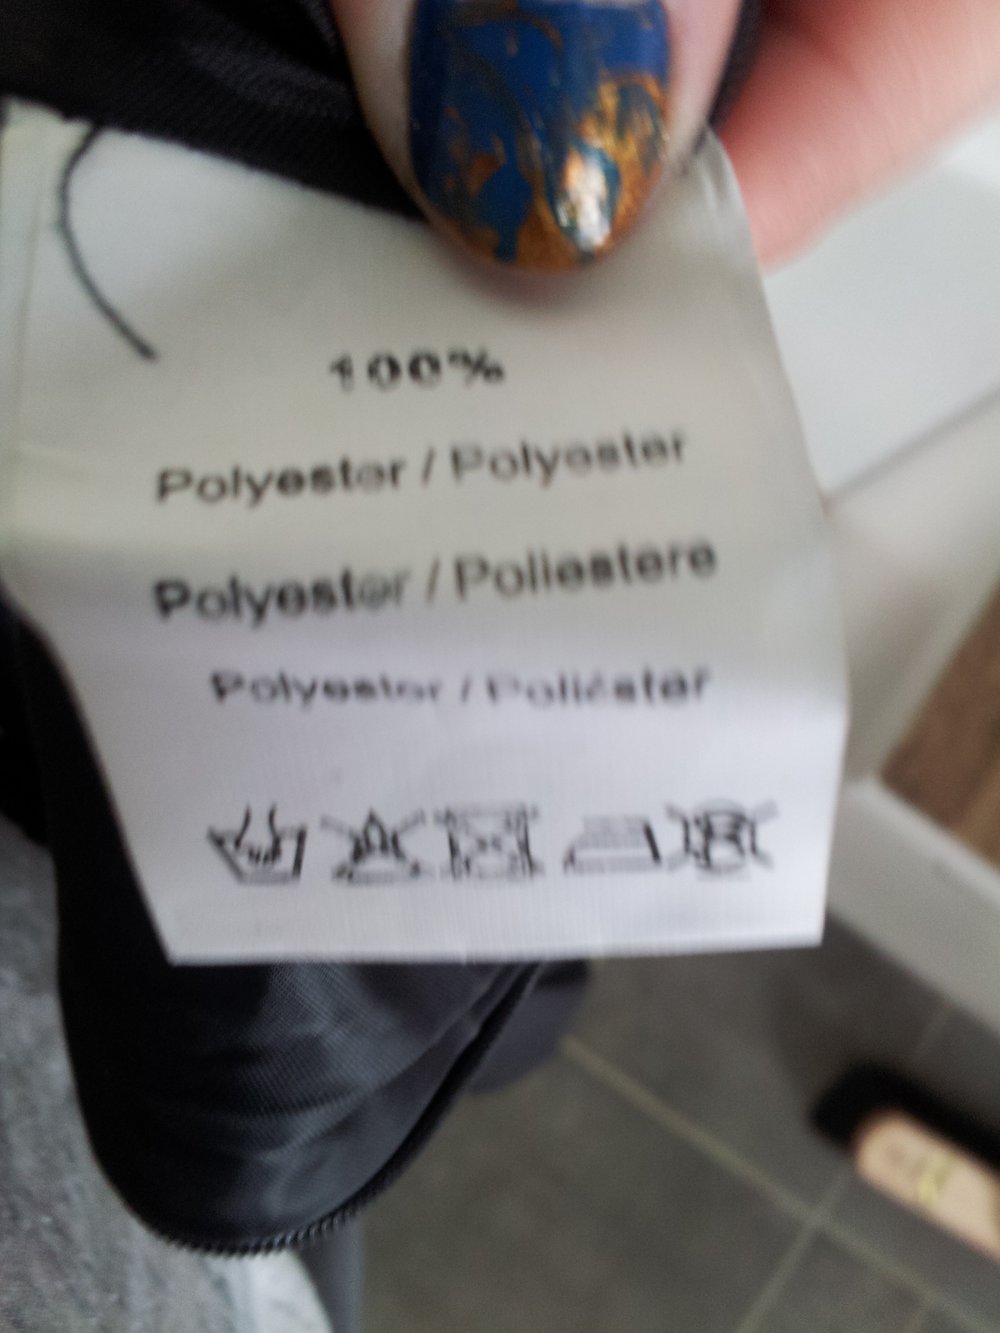 100%
Polyester / Polyester
Polyester / Poliestere
Polyester / Poliéster